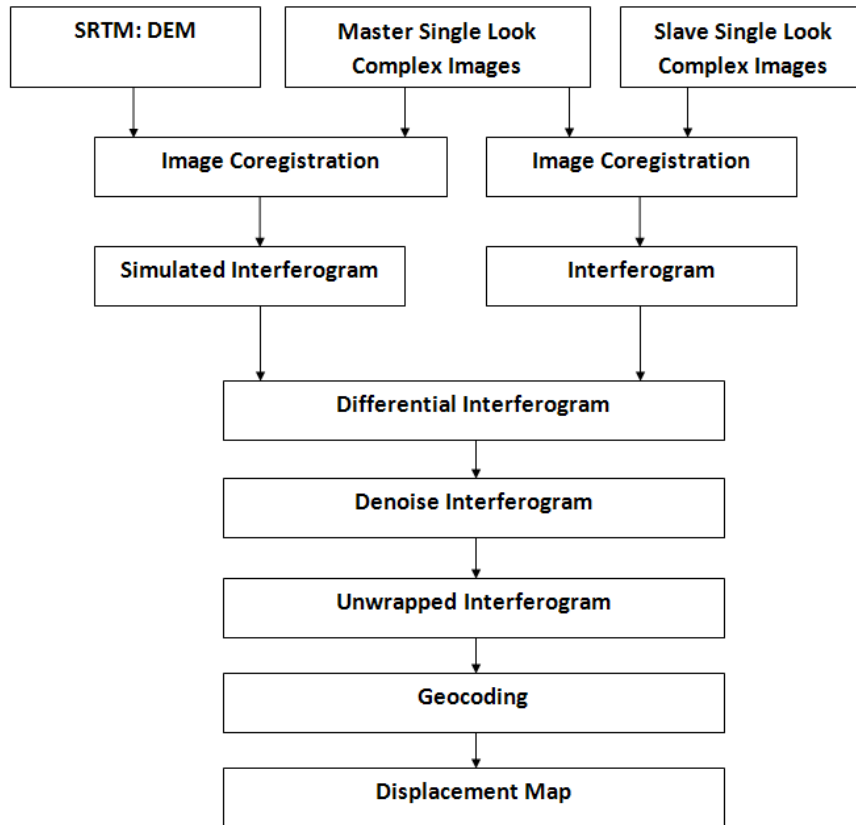 SRTM: DEM
Master Single Look
Complex Images
Slave Single Look
Complex Images
Image Coregistration
Image Coregistration
Simulated Interferogram
Interferogram
Differential Interferogram
Denoise Interferogram
Unwrapped Interferogram
Geocoding
Displacement Map